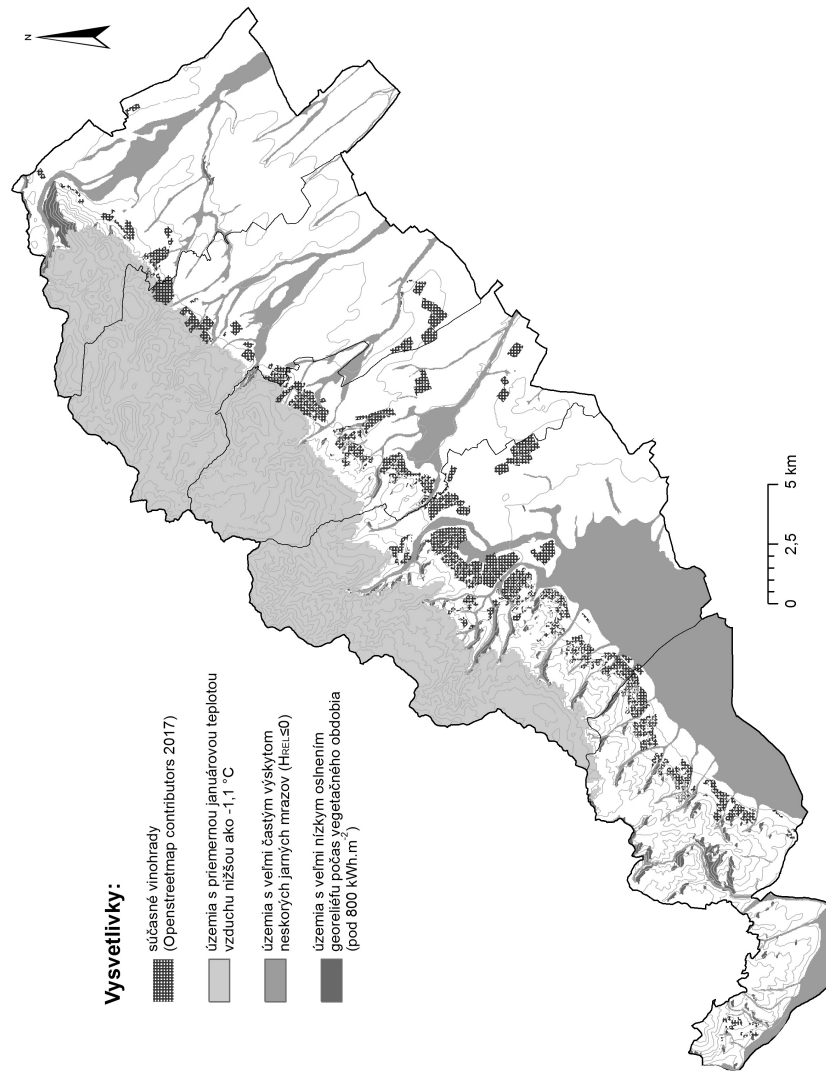 N
Vysvetlivky:
súčasné vinohrady
(Openstreetmap contributors 2017)
územia s priemernou januárovou teplotou
vzduchu nižšou ako -1,1 °C
územia s veľmi častým výskytom
neskorých jarných mrazov (HREL≤0)
územia s veľmi nízkym oslnením
georeliéfu počas vegetačného obdobia
(pod 800 kWh.m-2)
0 2,5 5 km